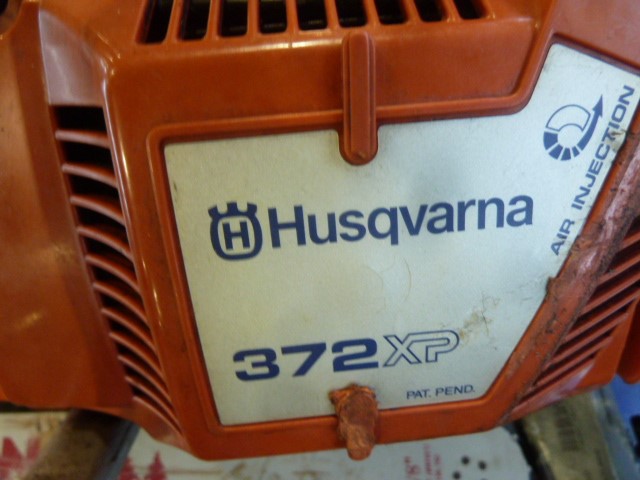 Husqvarna
372XP
AIR INJECTION
PAT. PEND.